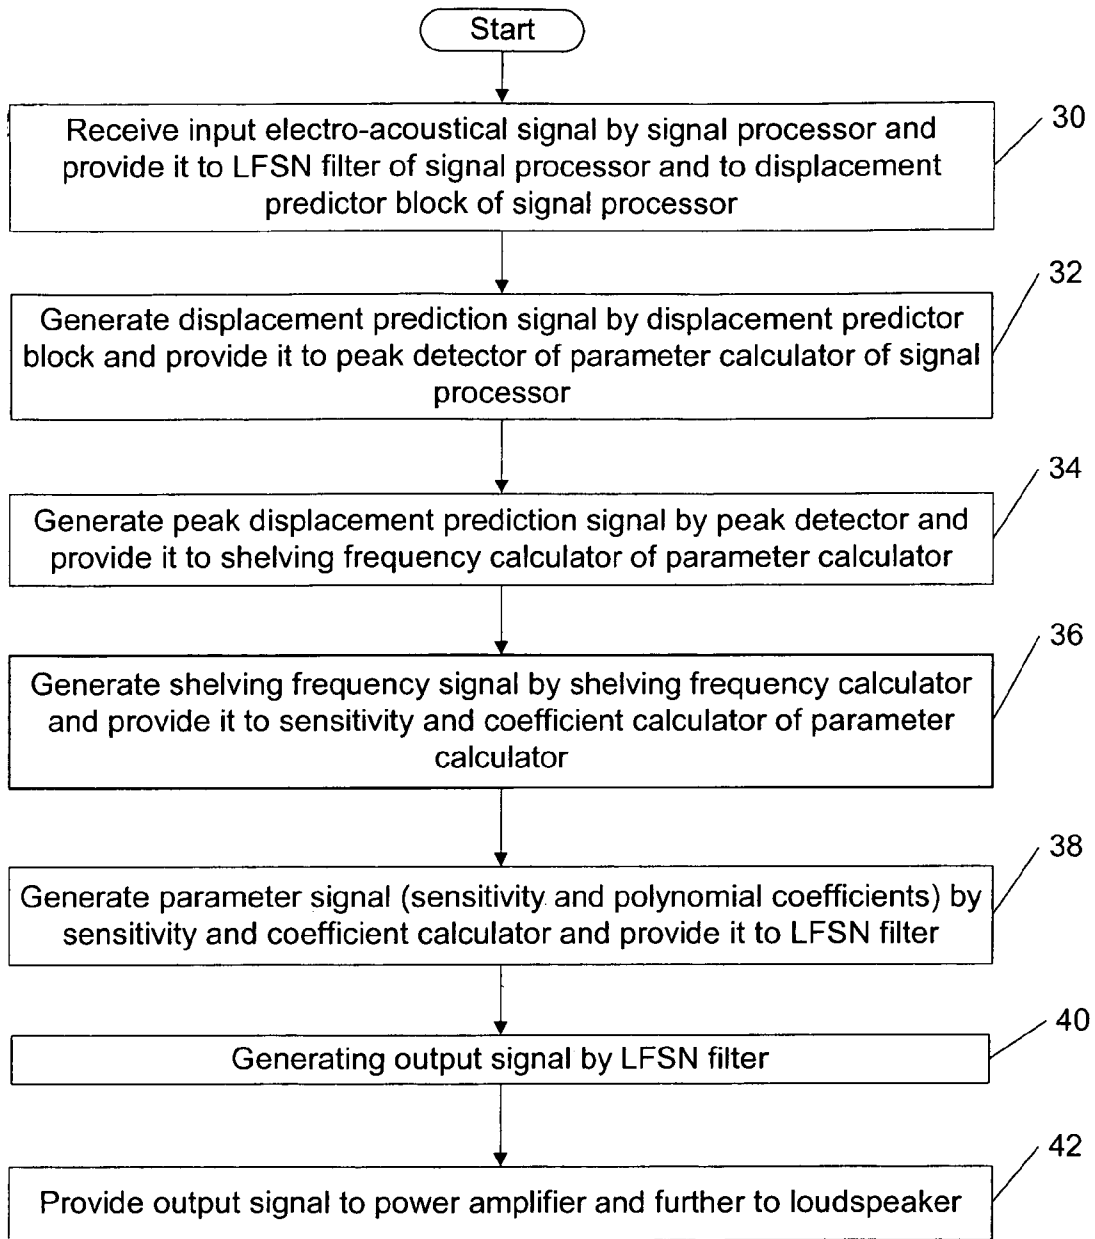 Start
Receive input electro-acoustical signal by signal processor and
provide it to LFSN filter of signal processor and to displacement
predictor block of signal processor
30
Generate displacement prediction signal by displacement predictor
block and provide it to peak detector of parameter calculator of signal
processor
32
Generate peak displacement prediction signal by peak detector and
provide it to shelving frequency calculator of parameter calculator
34
Generate shelving frequency signal by shelving frequency calculator
and provide it to sensitivity and coefficient calculator of parameter
calculator
36
Generate parameter signal (sensitivity and polynomial coefficients) by
sensitivity and coefficient calculator and provide it to LFSN filter
38
Generating output signal by LFSN filter
40
Provide output signal to power amplifier and further to loudspeaker
42